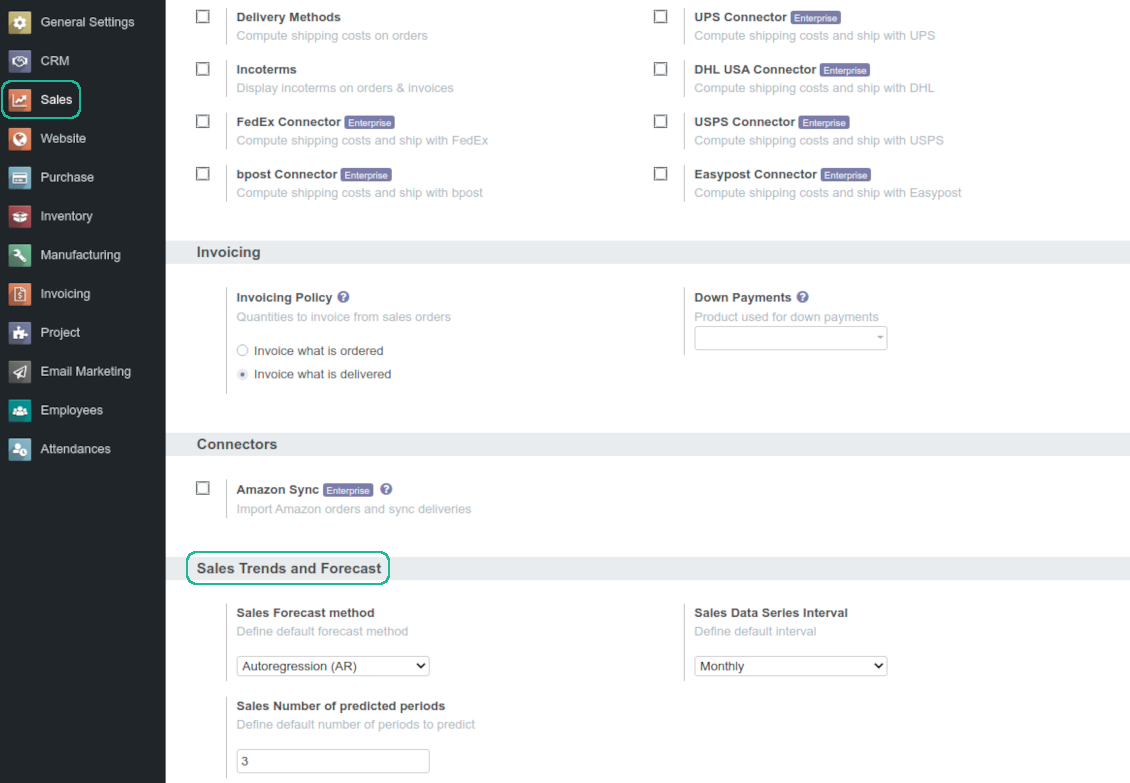 General Settings
CRM
Sales
Website
Purchase
Inventory
Manufacturing
Invoicing
Project
Email Marketing
Employees
Attendances
Delivery Methods
Compute shipping costs on orders
UPS Connector Enterprise
Compute shipping costs and ship with UPS
Incoterms
Display incoterms on orders & invoices
DHL USA Connector Enterprise
Compute shipping costs and ship with DHL
FedEx Connector Enterprise
Compute shipping costs and ship with FedEx
USPS Connector Enterprise
Compute shipping costs and ship with USPS
bpost Connector Enterprise
Compute shipping costs and ship with bpost
Easypost Connector Enterprise
Compute shipping costs and ship with Easypost
Invoicing
Invoicing Policy ?
Quantities to invoice from sales orders
Invoice what is ordered
Invoice what is delivered
Down Payments ?
Product used for down payments
Connectors
Amazon Sync Enterprise ?
Import Amazon orders and sync deliveries
Sales Trends and Forecast
Sales Forecast method
Define default forecast method
Autoregression (AR)
Sales Data Series Interval
Define default interval
Monthly
Sales Number of predicted periods
Define default number of periods to predict
3